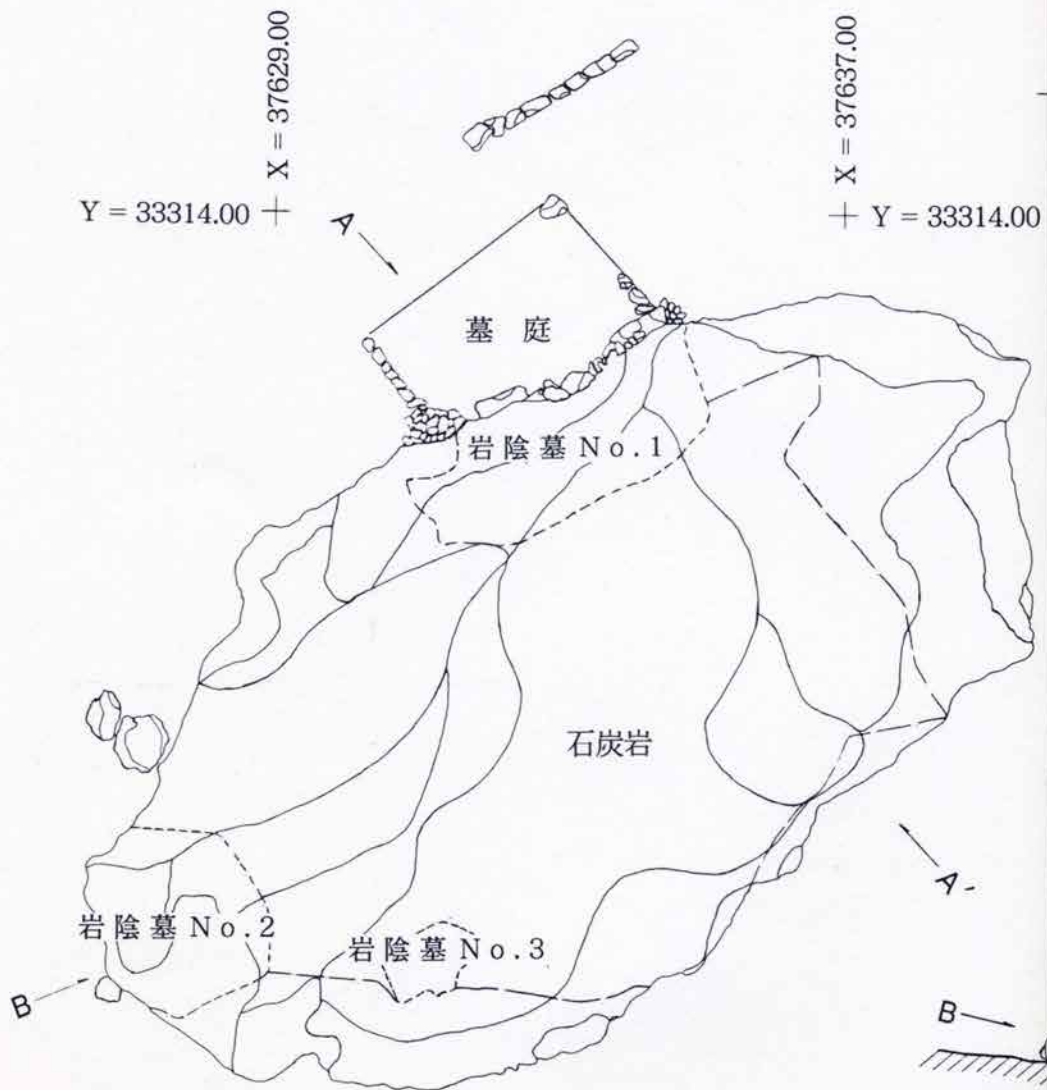 X = 37629.00
X = 37637.00
Y = 33314.00
Y = 33314.00
A
墓庭
岩陰墓 No.1
石炭岩
A-
岩陰墓 No.2
岩陰墓 No.3
B
B